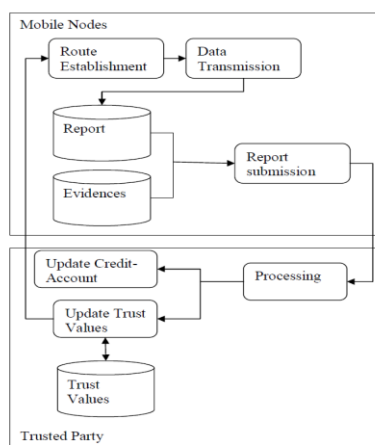 Mobile Nodes
Route
Establishment
Data
Transmission
Report
Evidences
Report
submission
Update Credit-
Account
Processing
Update Trust
Values
Trust
Values
Trusted Party